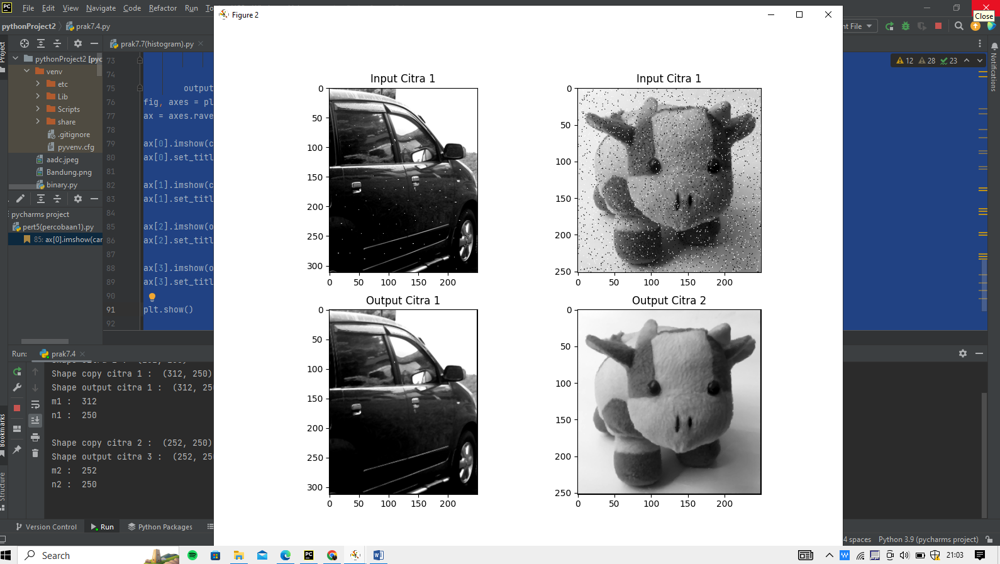 PC File Edit View Navigate Code Refactor Run
Figure 2
Close
pythonProject2 prak7.4.py
nt File
Project
prak7.7(histogram).py
Notifications
pythonProject2 [pyc
venv
etc
Lib
Scripts
share
.gitignore
pyvenv.cfg
aadc.jpeg
Bandung.png
binary.py
12 28 23
73
74
75 output
76 fig, axes = pl
77 ax = axes.rave
78
79 ax[0].imshow(c
80 ax[0].set_titl
81
82 ax[1].imshow(c
83 ax[1].set_titl
84
85 ax[2].imshow(o
86 ax[2].set_titl
87
88 ax[3].imshow(o
89 ax[3].set_titl
90
91 plt.show()
92
pycharms project
pert5(percobaan1).py
85: ax[0].imshow(car
Input Citra 1
0
50
100
150
200
250
300
0 50 100 150 200
Input Citra 1
0
50
100
150
200
250
0 50 100 150 200
Output Citra 1
0
50
100
150
200
250
300
0 50 100 150 200
Output Citra 2
0
50
100
150
200
250
0 50 100 150 200
Run: prak7.4
Shape copy citra 1 : (312, 250)
Shape output citra 1 : (312, 25
m1 : 312
n1 : 250
Shape copy citra 2 : (252, 250)
Shape output citra 3 : (252, 25
m2 : 252
n2 : 250
Bookmarks
Structure
Version Control Run Python Packages
4 spaces Python 3.9 (pycharms project)
Search
PC
21:03